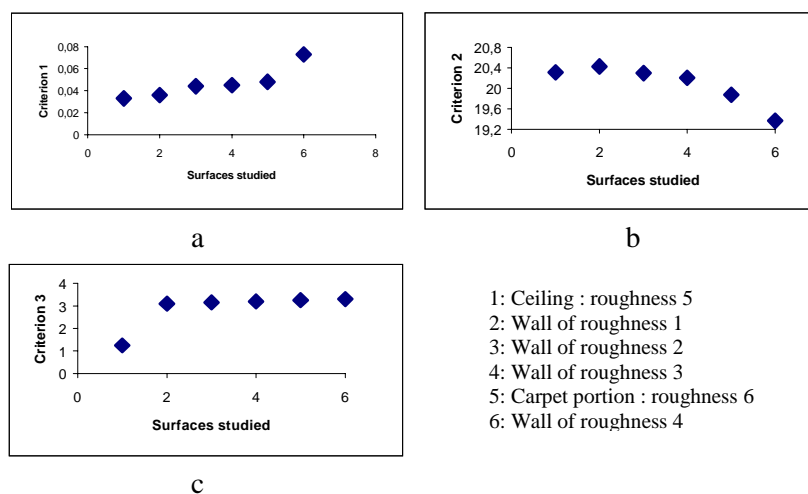 0,08
0,06
0,04
0,02
0
0 2 4 6 8
Criterion 1
Surfaces studied
a
20,8
20,4
20
19,6
19,2
0 2 4 6
Criterion 2
Surfaces studied
b
4
3
2
1
0
0 2 4 6
Criterion 3
Surfaces studied
c
1: Ceiling : roughness 5
2: Wall of roughness 1
3: Wall of roughness 2
4: Wall of roughness 3
5: Carpet portion : roughness 6
6: Wall of roughness 4